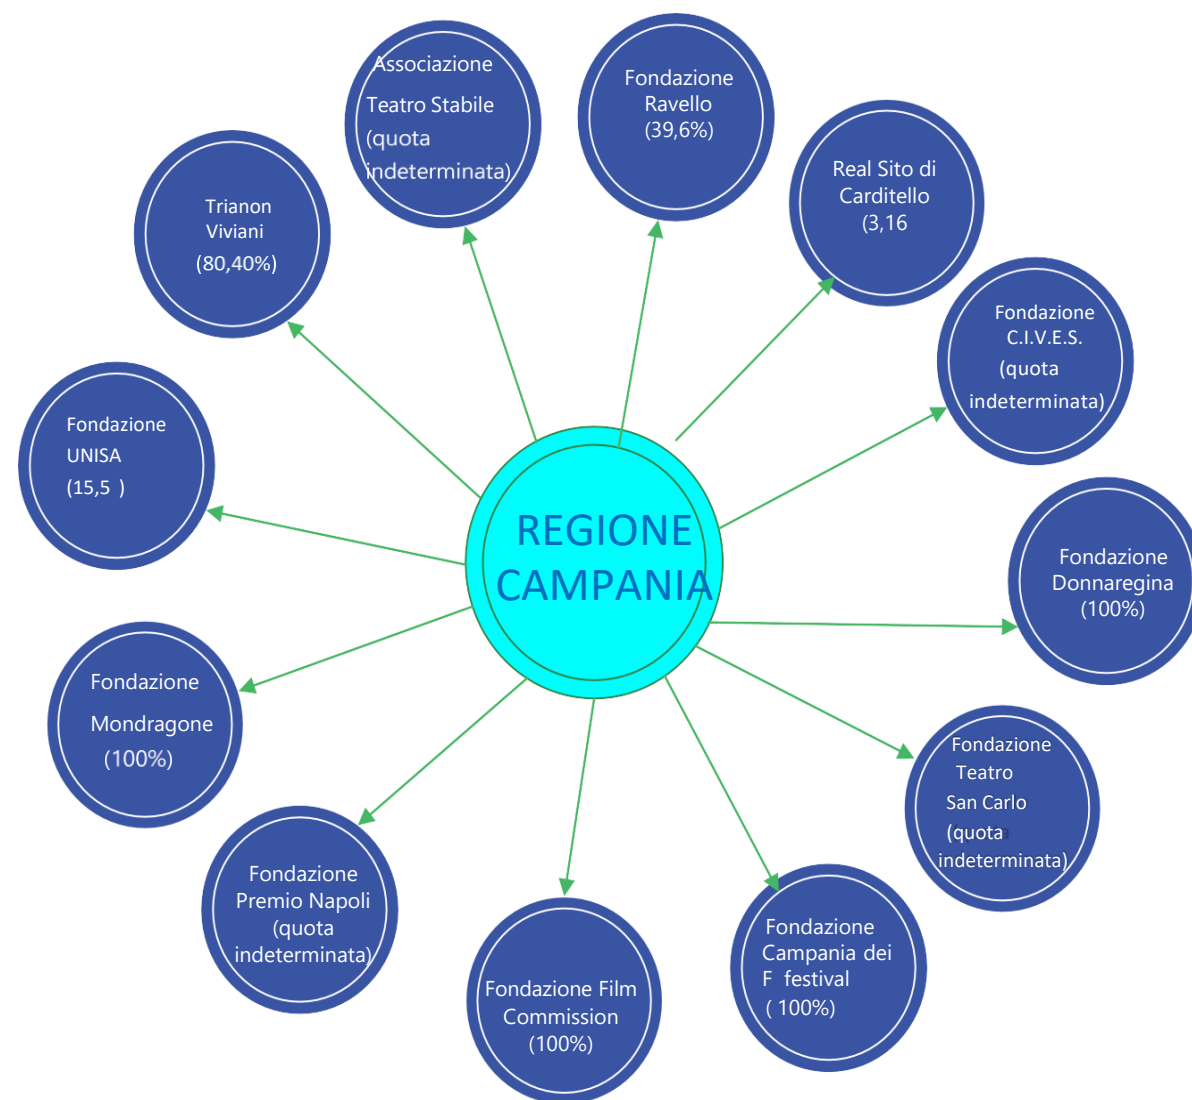 Associazione
Teatro Stabile
(quota
indeterminata)
Fondazione
Ravello
(39,6%)
Real Sito di
Carditello
(3,16
Trianon
Viviani
(80,40%)
Fondazione
C.I.V.E.S.
(quota
indeterminata)
Fondazione
UNISA
(15,5 )
REGIONE
CAMPANIA
Fondazione
Donnaregina
(100%)
Fondazione
Mondragone
(100%)
Fondazione
Teatro
San Carlo
(quota
indeterminata)
Fondazione
Premio Napoli
(quota
indeterminata)
Fondazione
Campania dei
F festival
( 100%)
Fondazione Film
Commission
(100%)